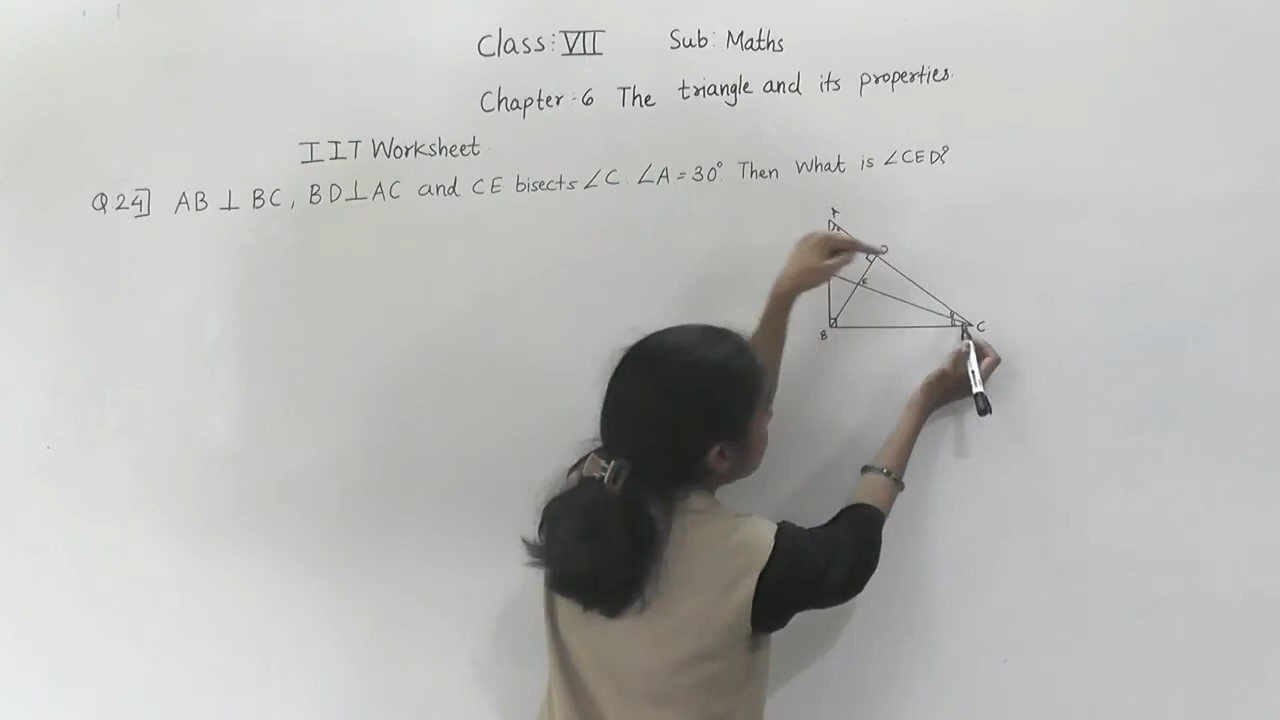 Class: VII Sub: Maths
Chapter: 6 The triangle and its properties.
IIT Worksheet
Q24] AB ⊥ BC, BD ⊥ AC and CE bisects ∠C. ∠A = 30°. Then What is ∠CED?
A
D
E
B
C